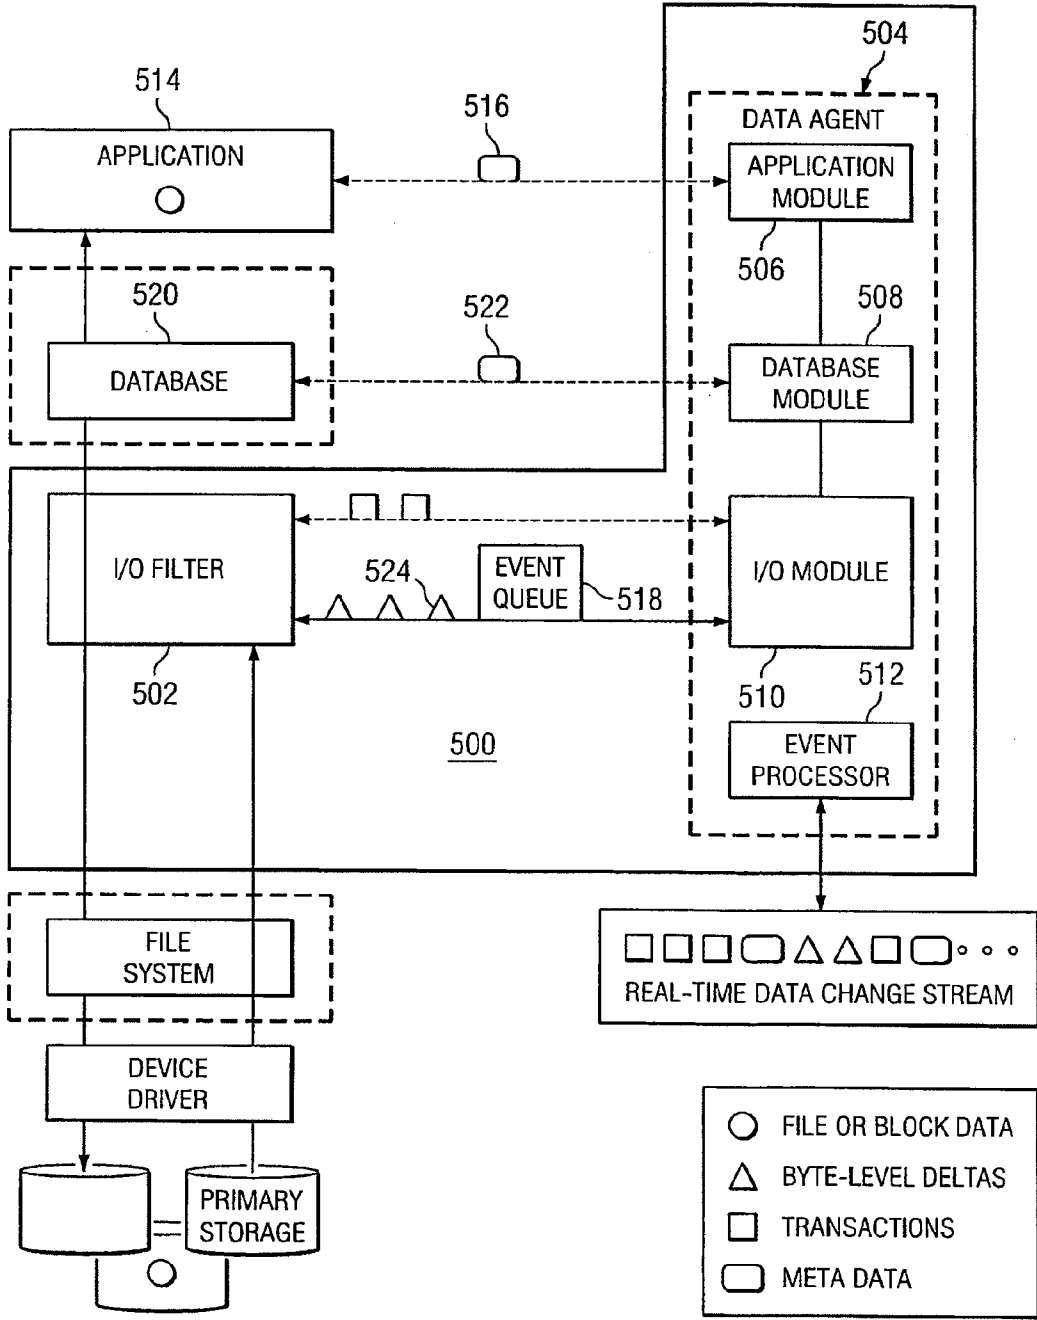 504
514
516
DATA AGENT
APPLICATION
APPLICATION
MODULE
506
520
522
508
DATABASE
DATABASE
MODULE
I/O FILTER
524
EVENT
QUEUE
518
I/O MODULE
502
510
512
500
EVENT
PROCESSOR
FILE
SYSTEM
REAL-TIME DATA CHANGE STREAM
DEVICE
DRIVER
PRIMARY
STORAGE
FILE OR BLOCK DATA
BYTE-LEVEL DELTAS
TRANSACTIONS
META DATA